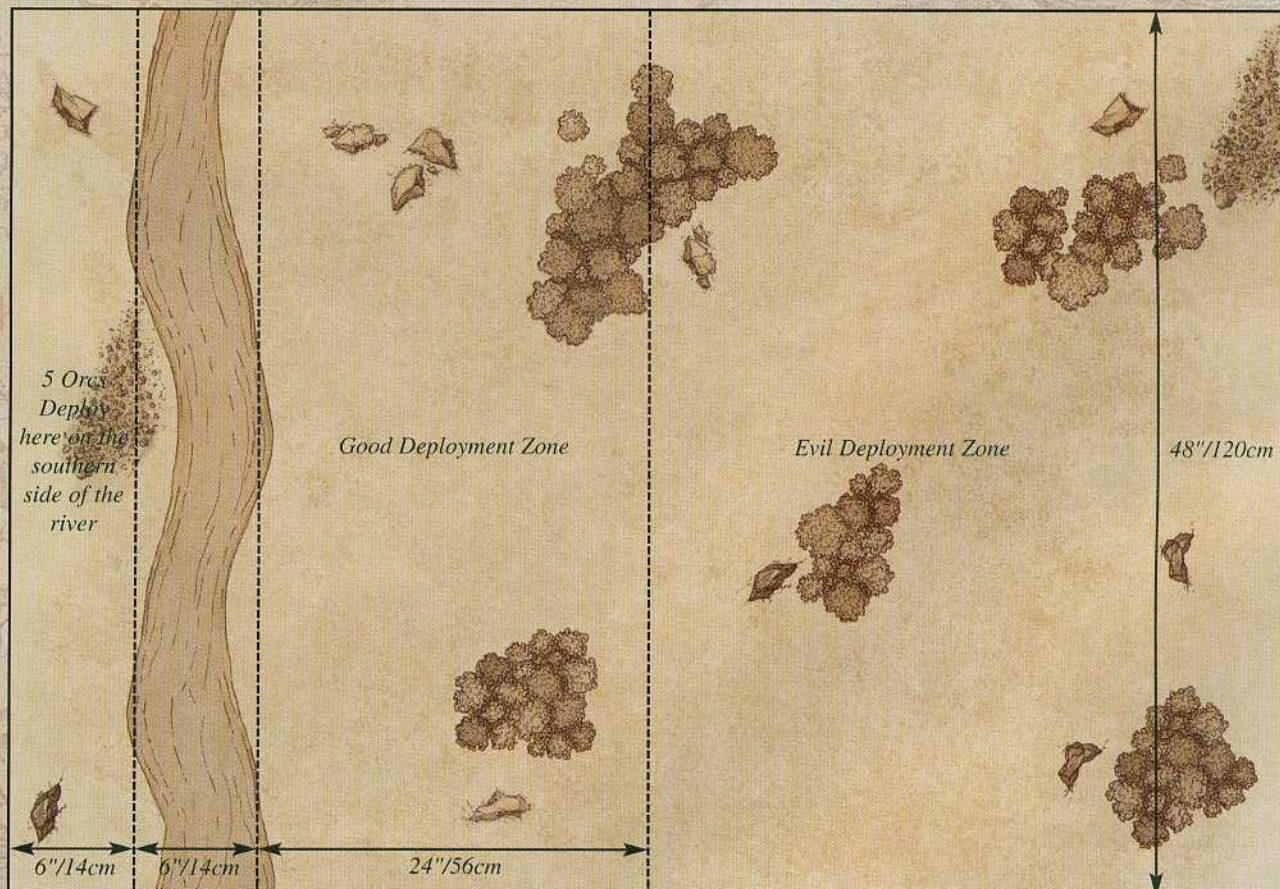 5 Orcs
Deploy
here on the
southern
side of the
river
Good Deployment Zone
Evil Deployment Zone
48"/120cm
6"/14cm
6"/14cm
24"/56cm